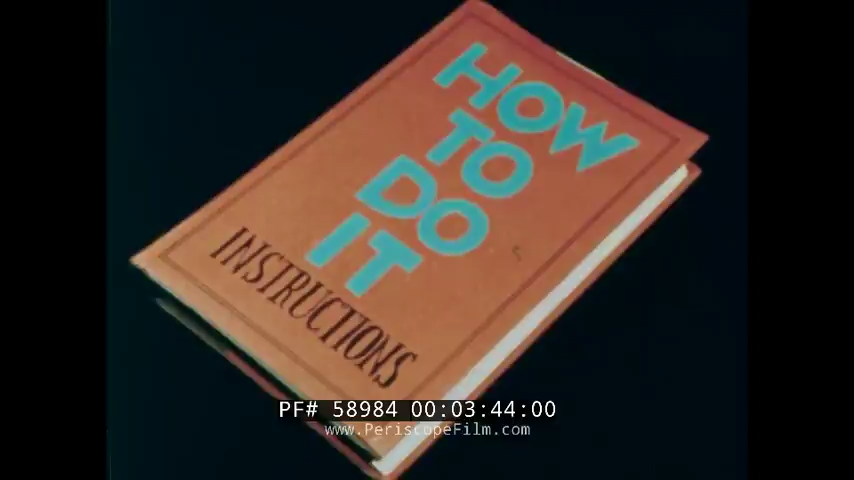 HOW
TO
DO
IT
INSTRUCTIONS
PF# 58984 00:03:44:00
www.PeriscopeFilm.com